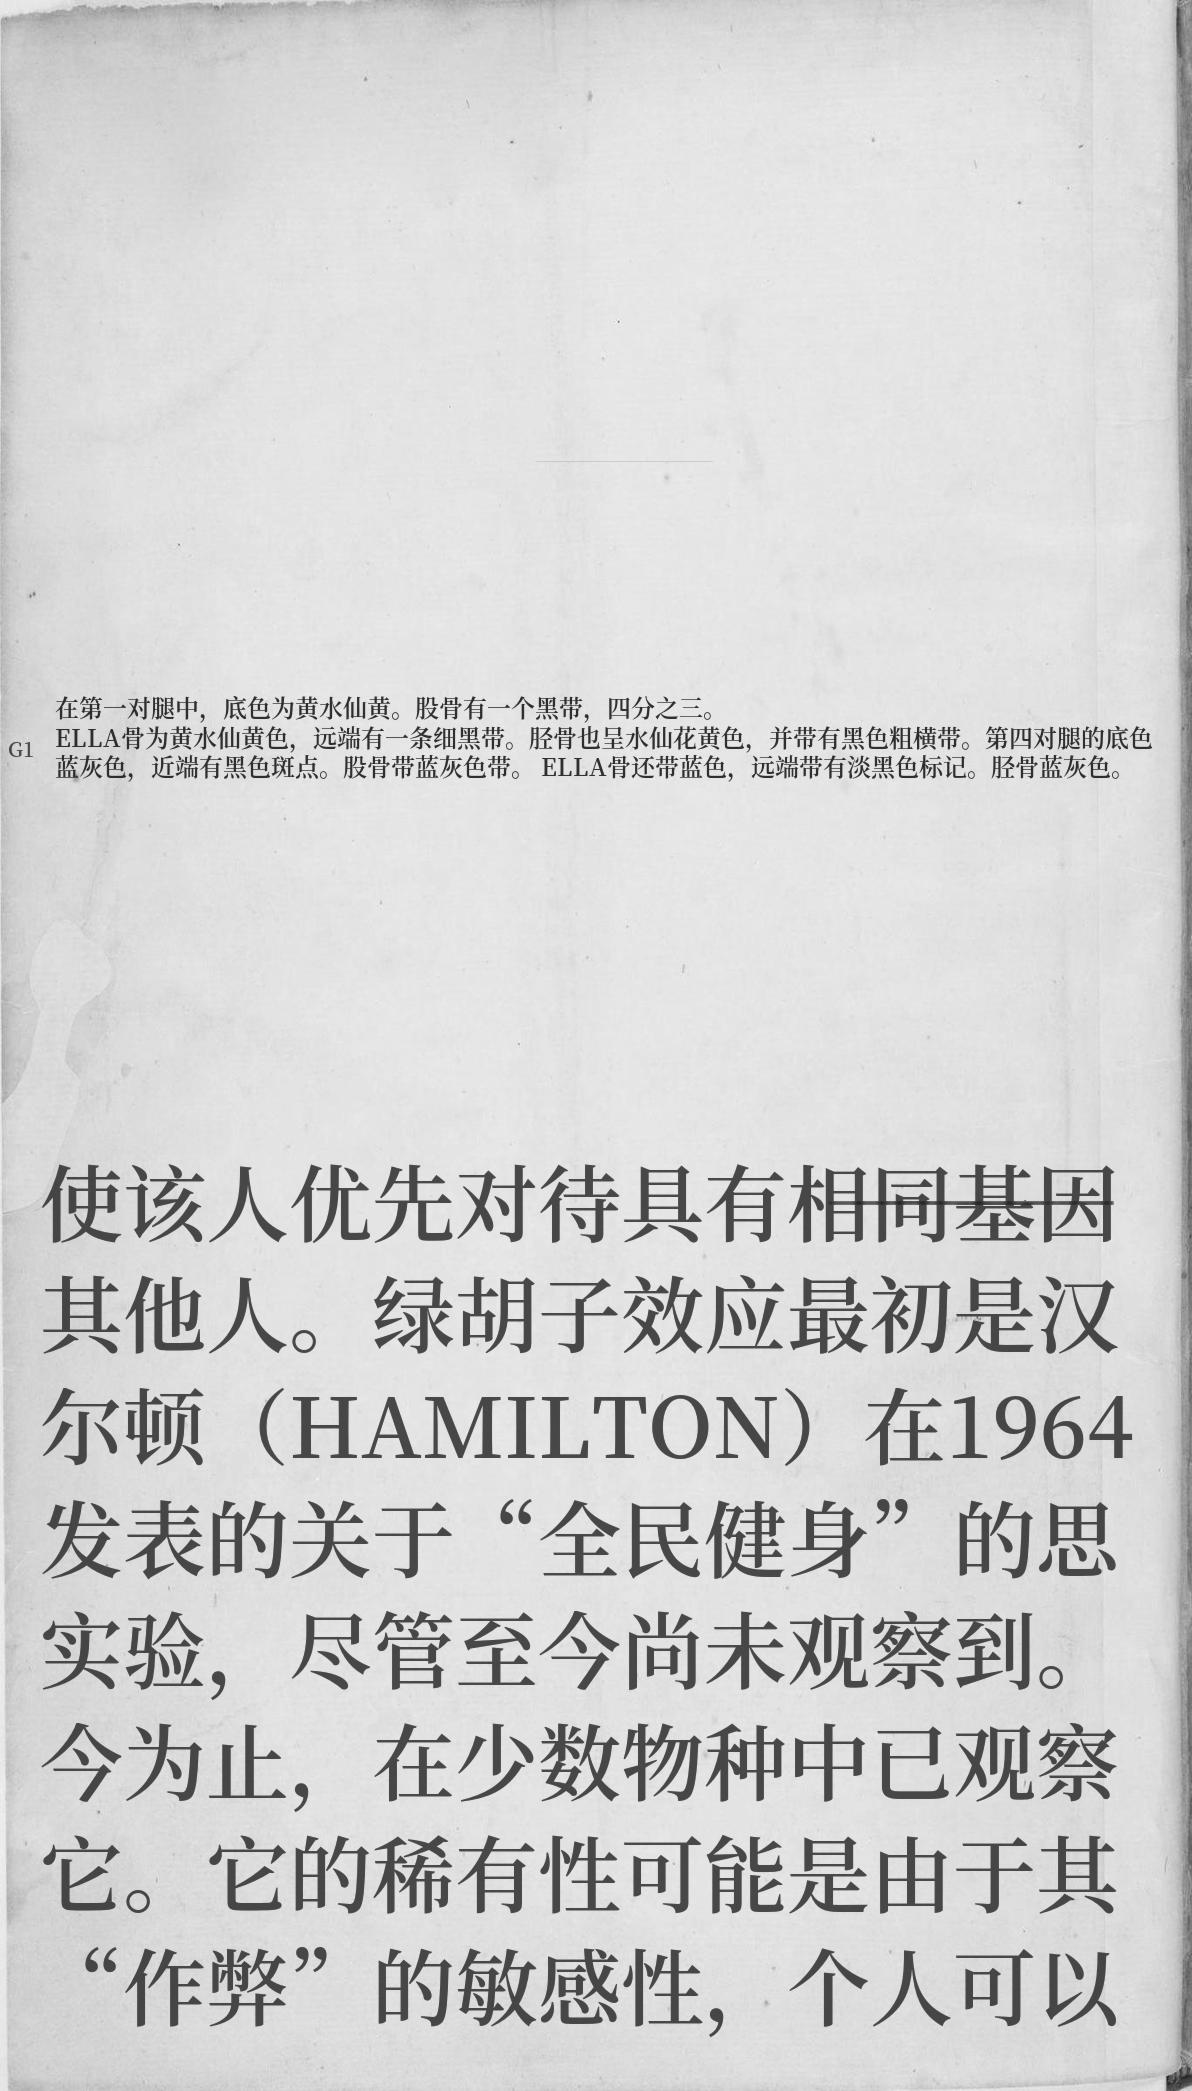 在第一对腿中，底色为黄水仙黄。股骨有一个黑带，四分之三。
G1
ELLA骨为黄水仙黄色，远端有一条细黑带。胫骨也呈水仙花黄色，并带有黑色粗横带。第四对腿的底色
蓝灰色，近端有黑色斑点。股骨带蓝灰色带。 ELLA骨还带蓝色，远端带有淡黑色标记。胫骨蓝灰色。
使该人优先对待具有相同基因
其他人。绿胡子效应最初是汉
尔顿（HAMILTON）在1964
发表的关于“全民健身”的思
实验，尽管至今尚未观察到。
今为止，在少数物种中已观察
它。它的稀有性可能是由于其
“作弊”的敏感性，个人可以